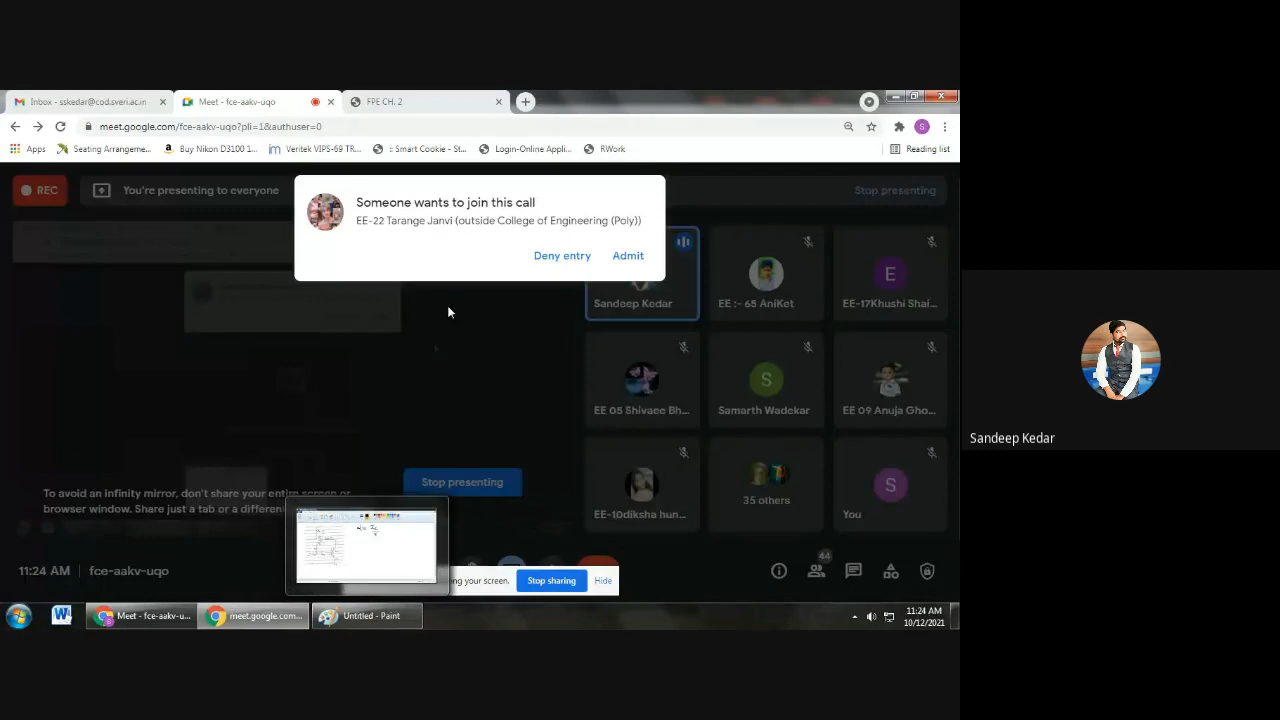 Inbox - sskedar@cod.sveri.ac.in
Meet - fce-aakv-uqo
FPE CH. 2
meet.google.com/fce-aakv-uqo?pli=1&authuser=0
Apps
Seating Arrangeme...
Buy Nikon D3100 1...
Veritek VIPS-69 TR...
:: Smart Cookie - St...
Login-Online Appli...
RWork
Reading list
REC
You're presenting to everyone
Stop presenting
Someone wants to join this call
EE-22 Tarange Janvi (outside College of Engineering (Poly))
Deny entry
Admit
Sandeep Kedar
EE :- 65 AniKet
EE-17Khushi Shai...
EE 05 Shivaee Bh...
Samarth Wadekar
EE 09 Anuja Gho...
EE-10diksha hun...
35 others
You
To avoid an infinity mirror, don't share your entire screen or
browser window. Share just a tab or a differe
Stop presenting
11:24 AM
fce-aakv-uqo
44
ng your screen.
Stop sharing
Hide
Meet - fce-aakv-u...
meet.google.com...
Untitled - Paint
11:24 AM
10/12/2021
Sandeep Kedar